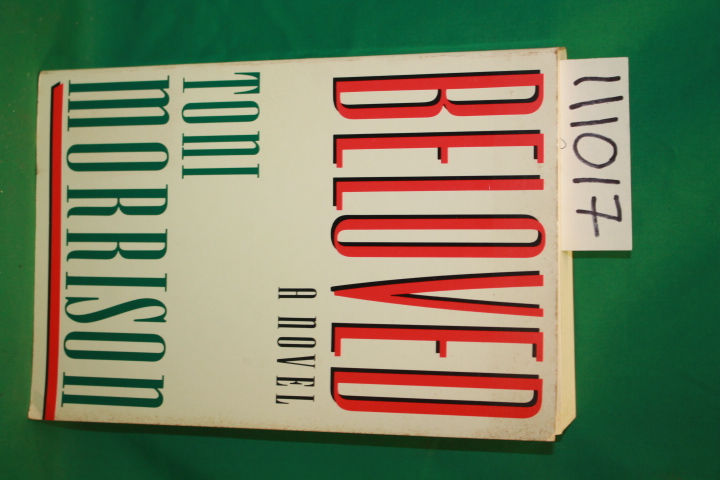 111017
BELOVED
A NOVEL
TONI
MORRISON